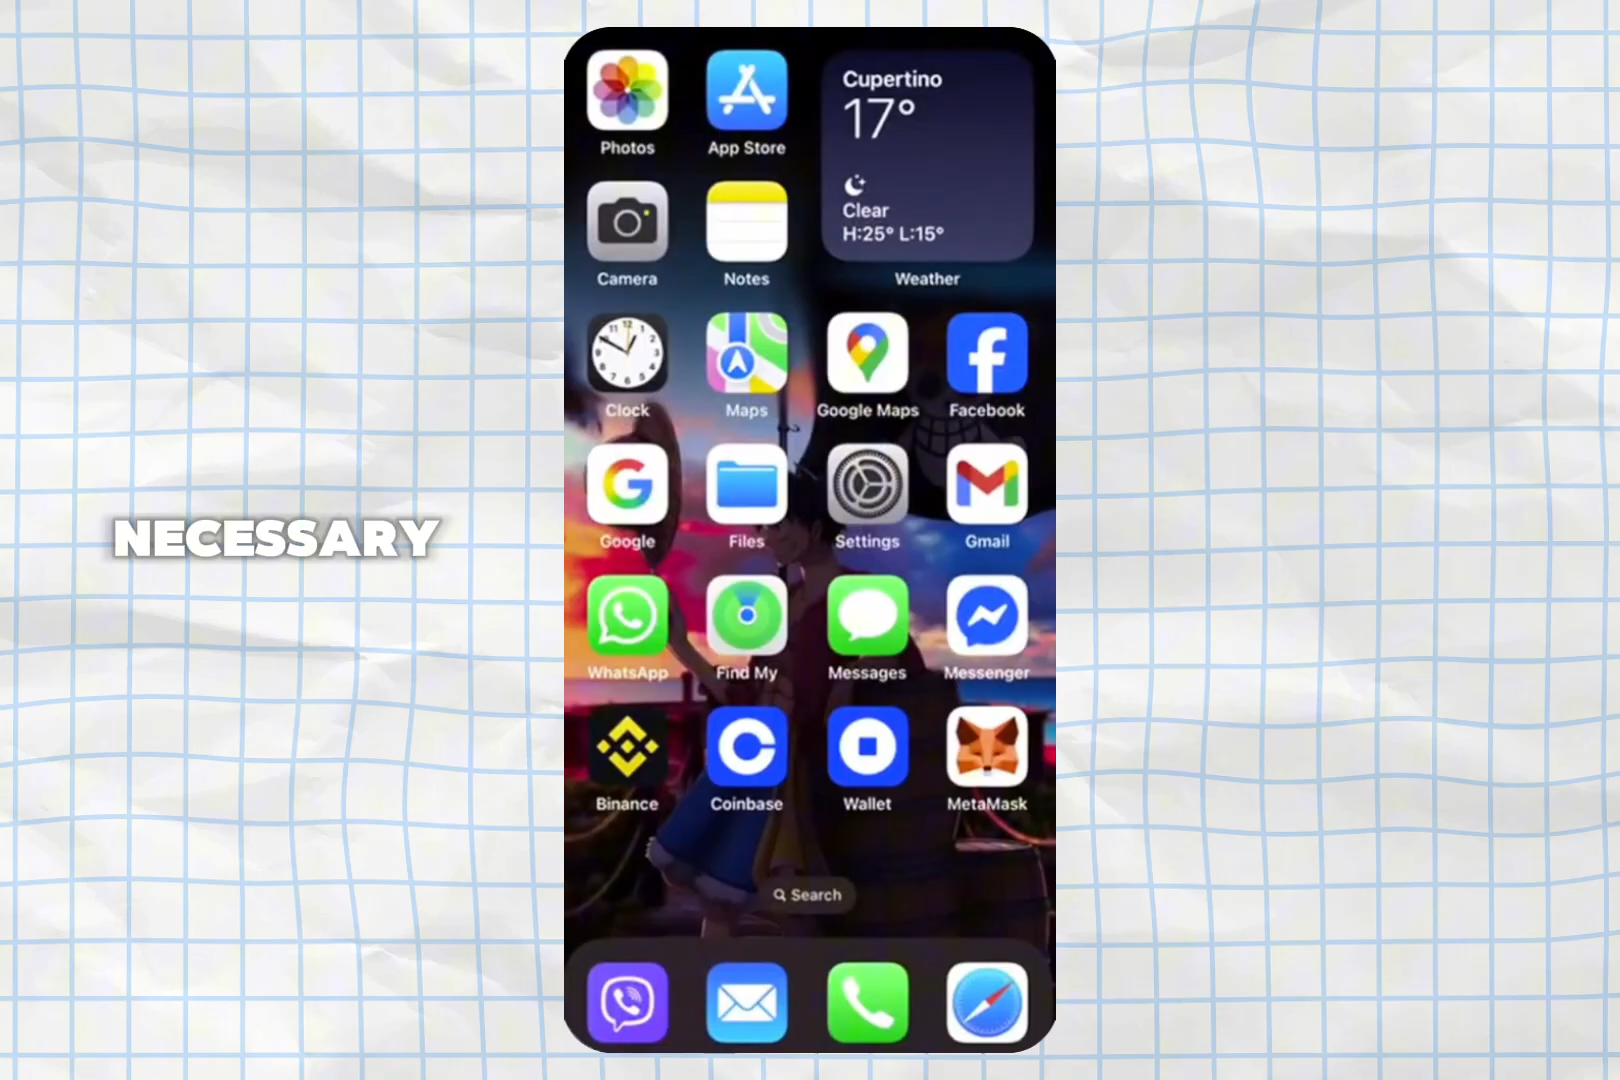 Cupertino
17°
Clear
H:25° L:15°
Photos
App Store
Camera
Notes
Weather
Clock
Maps
Google Maps
Facebook
Google
Files
Settings
Gmail
WhatsApp
Find My
Messages
Messenger
Binance
Coinbase
Wallet
MetaMask
Search
NECESSARY